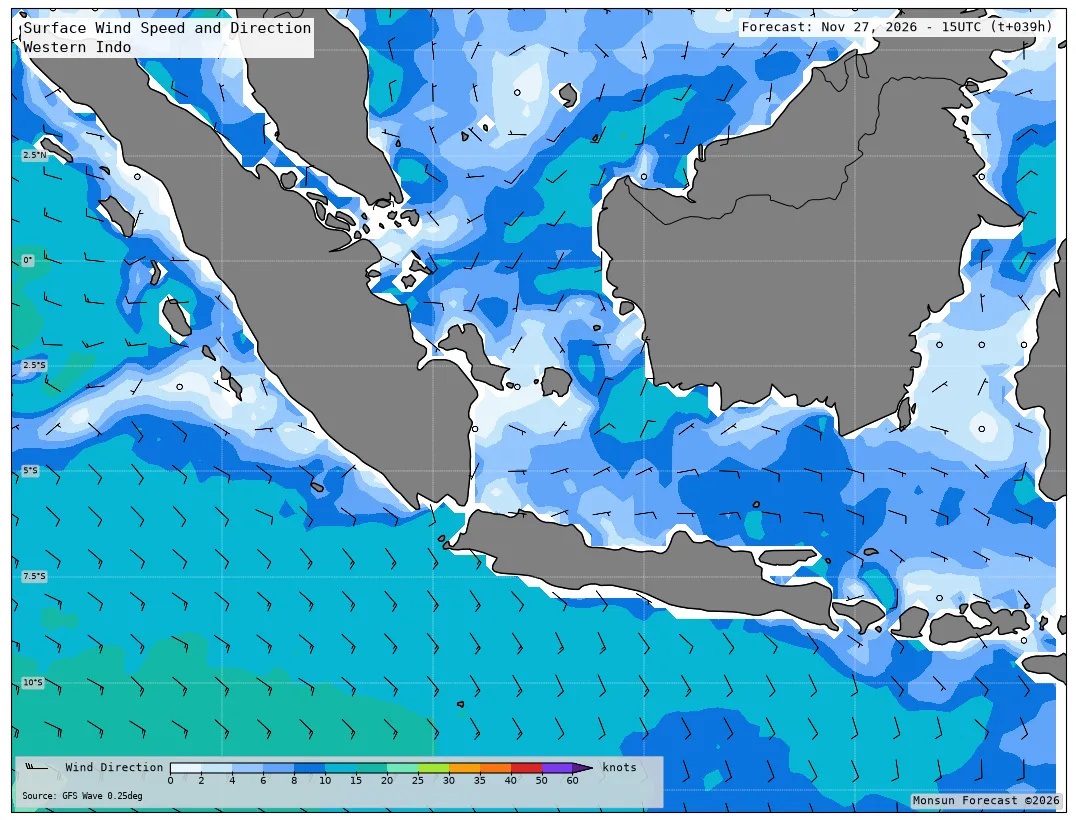 Surface Wind Speed and Direction
Western Indo
Forecast: Nov 27, 2026 - 15UTC (t+039h)
2.5°N
0°
2.5°S
5°S
7.5°S
10°S
Wind Direction
0 2 4 6 8 10 15 20 25 30 35 40 50 60
knots
Source: GFS Wave 0.25deg
Monsun Forecast ©2026